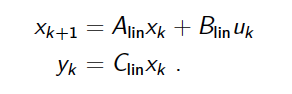 x_{k+1} = A_{lin} x_k + B_{lin} u_k
y_k = C_{lin} x_k .